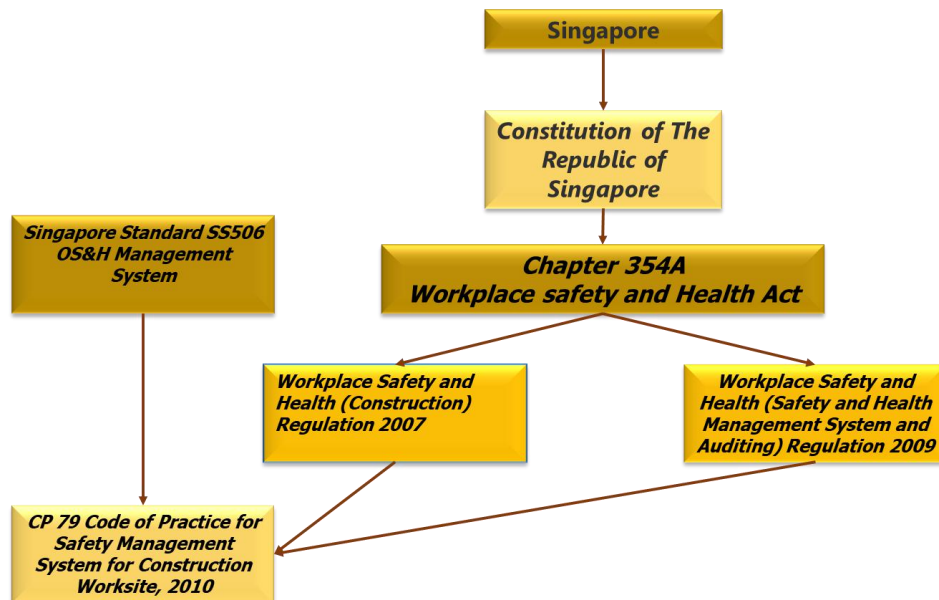 Singapore
Constitution of The
Republic of
Singapore
Singapore Standard SS506
OS&H Management
System
Chapter 354A
Workplace safety and Health Act
Workplace Safety and
Health (Construction)
Regulation 2007
Workplace Safety and
Health (Safety and Health
Management System and
Auditing) Regulation 2009
CP 79 Code of Practice for
Safety Management
System for Construction
Worksite, 2010